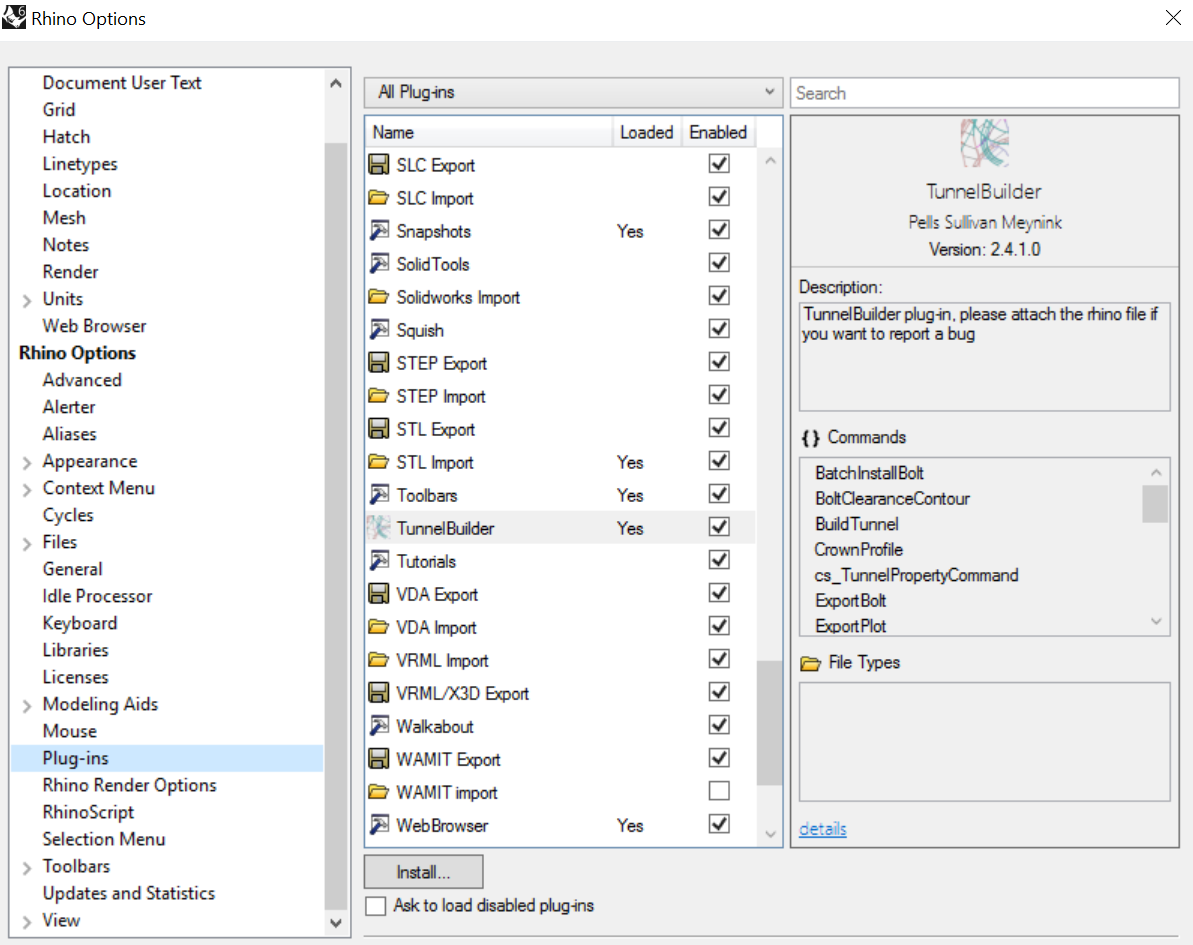 Rhino Options
Document User Text
Grid
Hatch
Linetypes
Location
Mesh
Notes
Render
Units
Web Browser
Rhino Options
Advanced
Alerter
Aliases
Appearance
Context Menu
Cycles
Files
General
Idle Processor
Keyboard
Libraries
Licenses
Modeling Aids
Mouse
Plug-ins
Rhino Render Options
RhinoScript
Selection Menu
Toolbars
Updates and Statistics
View
All Plug-ins
Name Loaded Enabled
SLC Export
SLC Import
Snapshots Yes
SolidTools
Solidworks Import
Squish
STEP Export
STEP Import
STL Export
STL Import Yes
Toolbars Yes
TunnelBuilder Yes
Tutorials
VDA Export
VDA Import
VRML Import
VRML/X3D Export
Walkabout
WAMIT Export
WAMIT import
WebBrowser Yes
Install...
Ask to load disabled plug-ins
Search
TunnelBuilder
Pells Sullivan Meynink
Version: 2.4.1.0
Description:
TunnelBuilder plug-in, please attach the rhino file if
you want to report a bug
{} Commands
BatchInstallBolt
BoltClearanceContour
BuildTunnel
CrownProfile
cs_TunnelPropertyCommand
ExportBolt
ExportPlot
File Types
details